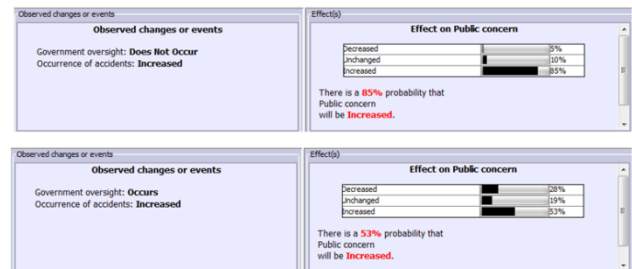 Observed changes or events
Effect(s)
Observed changes or events
Government oversight: Does Not Occur
Occurrence of accidents: Increased
Effect on Public concern
Decreased 5%
Unchanged 10%
Increased 85%
There is a 85% probability that
Public concern
will be Increased.
Observed changes or events
Effect(s)
Observed changes or events
Government oversight: Occurs
Occurrence of accidents: Increased
Effect on Public concern
Decreased 28%
Unchanged 19%
Increased 53%
There is a 53% probability that
Public concern
will be Increased.